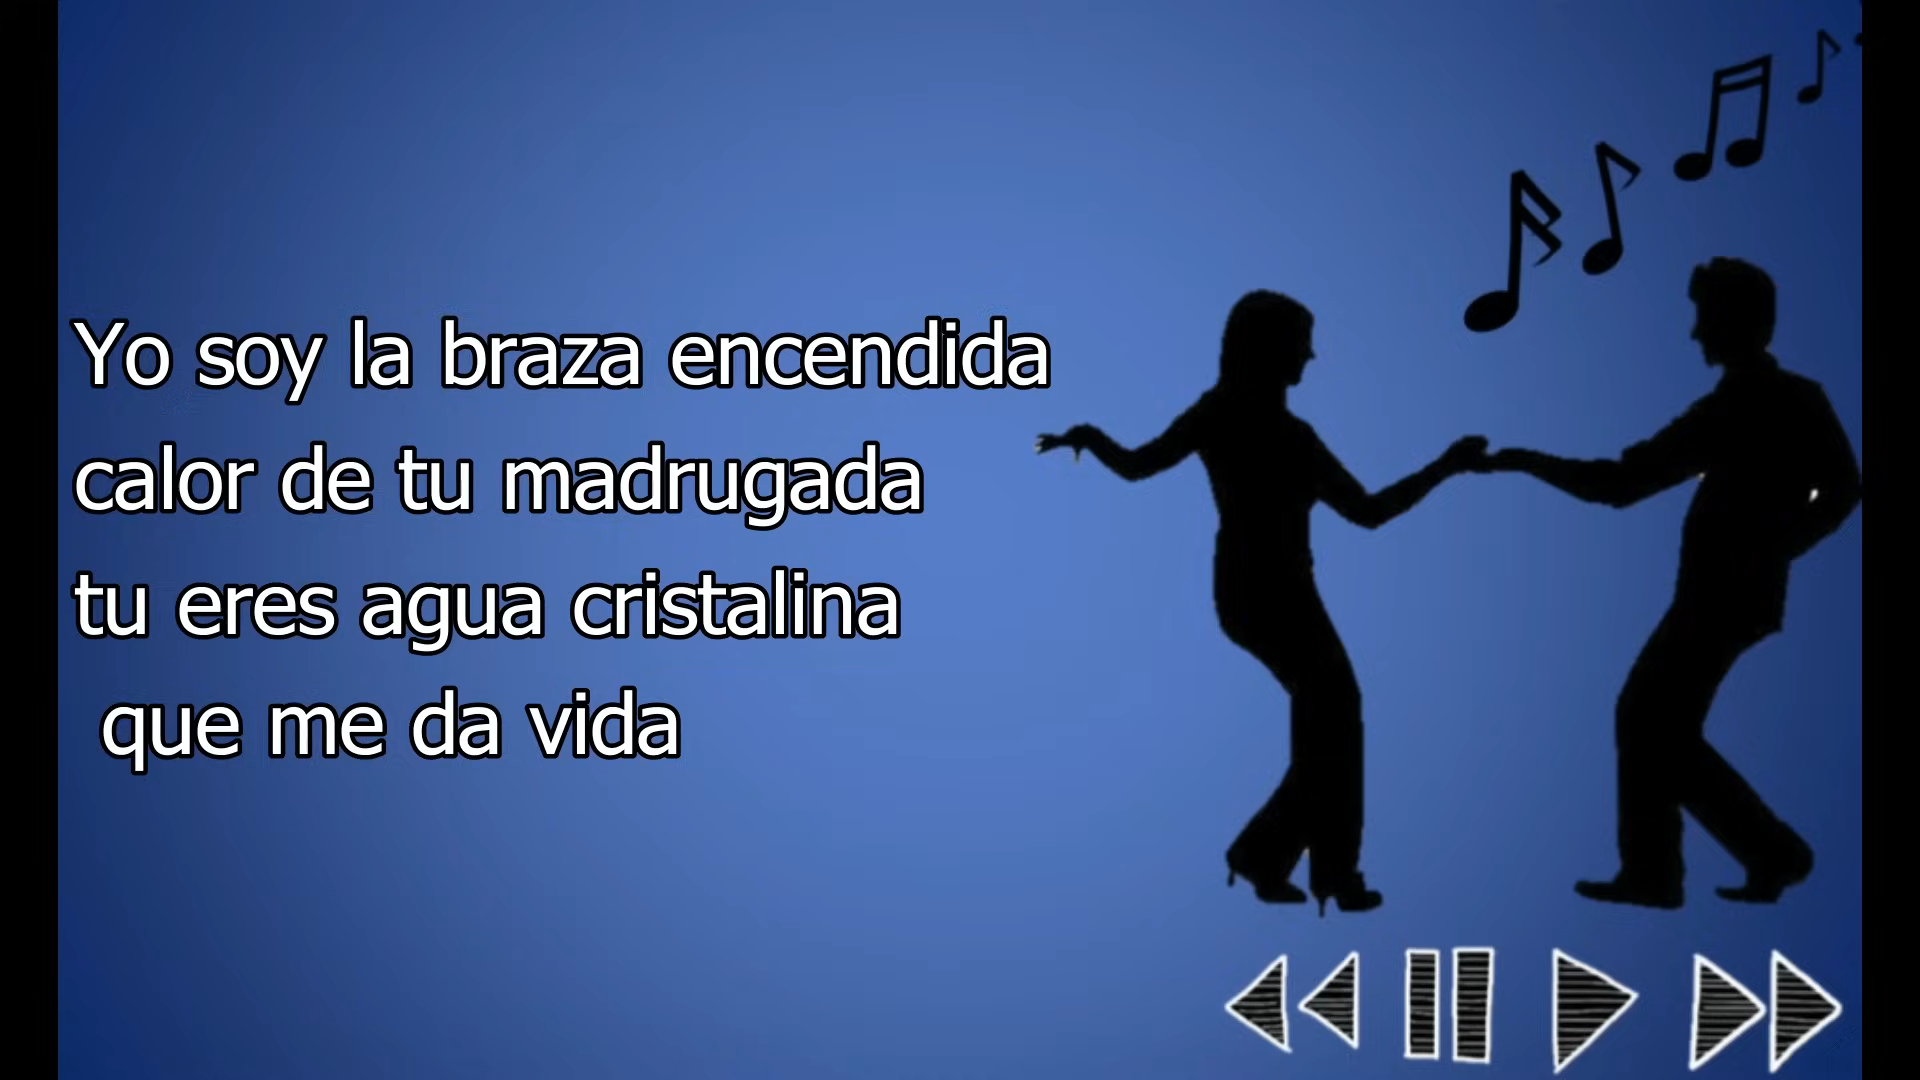 Yo soy la braza encendida
calor de tu madrugada
tu eres agua cristalina
que me da vida